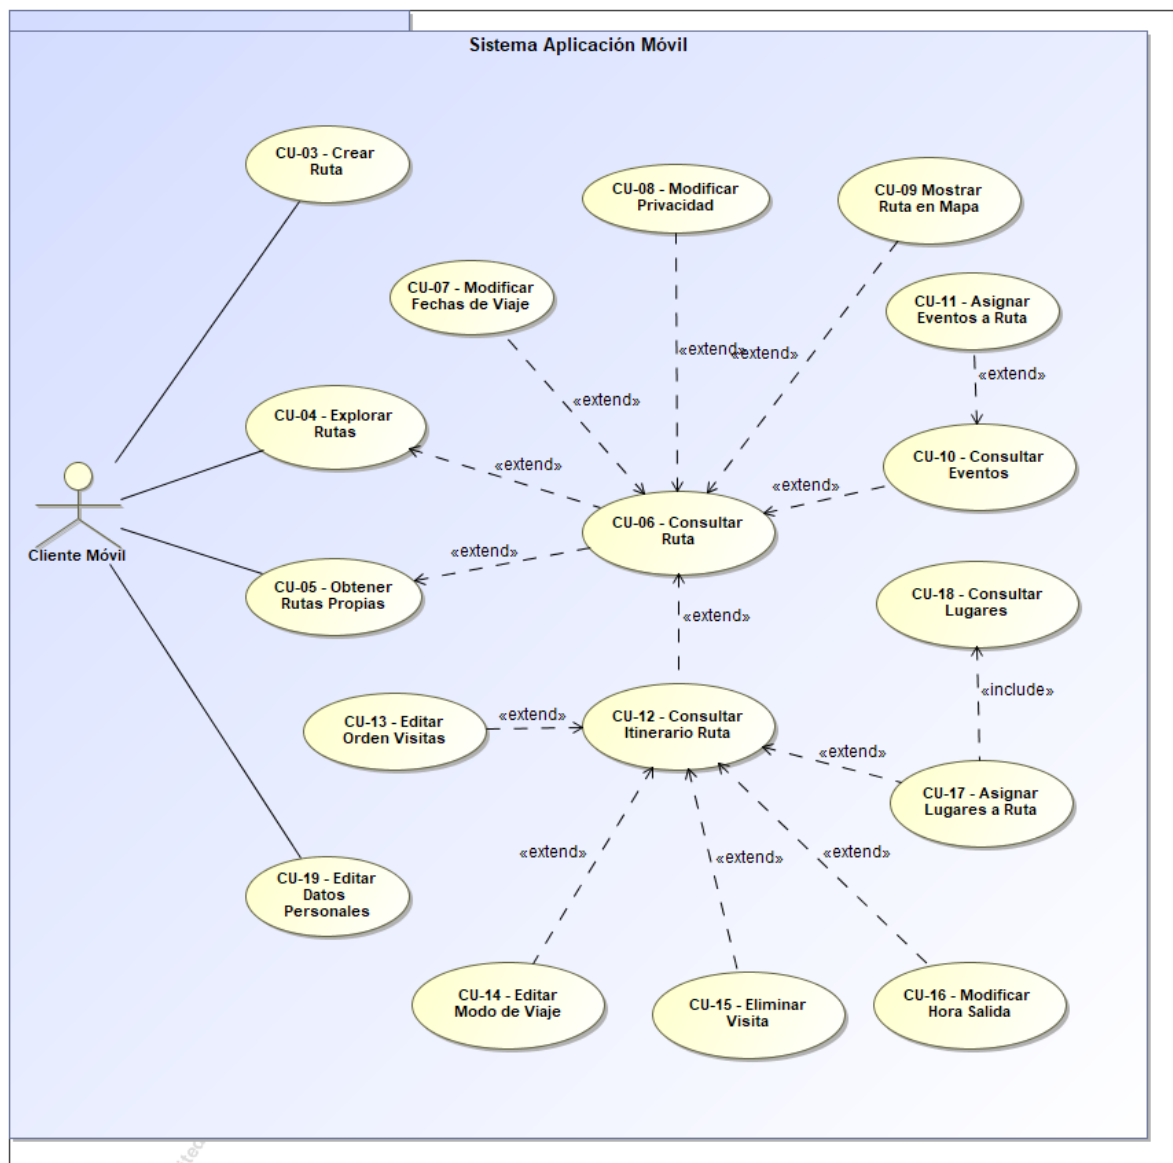 Sistema Aplicación Móvil
CU-03 - Crear
Ruta
CU-08 - Modificar
Privacidad
CU-09 Mostrar
Ruta en Mapa
CU-07 - Modificar
Fechas de Viaje
CU-11 - Asignar
Eventos a Ruta
«extend»
«extend»
«extend»
«extend»
CU-04 - Explorar
Rutas
«extend»
CU-10 - Consultar
Eventos
«extend»
CU-06 - Consultar
Ruta
Cliente Móvil
«extend»
CU-05 - Obtener
Rutas Propias
CU-18 - Consultar
Lugares
«extend»
«include»
CU-13 - Editar
Orden Visitas
«extend»
CU-12 - Consultar
Itinerario Ruta
«extend»
CU-17 - Asignar
Lugares a Ruta
«extend»
«extend»
«extend»
CU-19 - Editar
Datos
Personales
CU-14 - Editar
Modo de Viaje
CU-15 - Eliminar
Visita
CU-16 - Modificar
Hora Salida